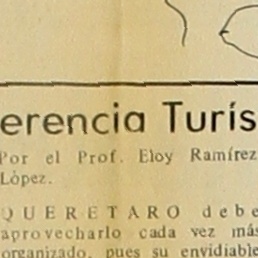 erencia Turís
Por el Prof. Eloy Ramírez
López.
QUERETARO debe
aprovecharlo cada vez más
organizado, pues su envidiable